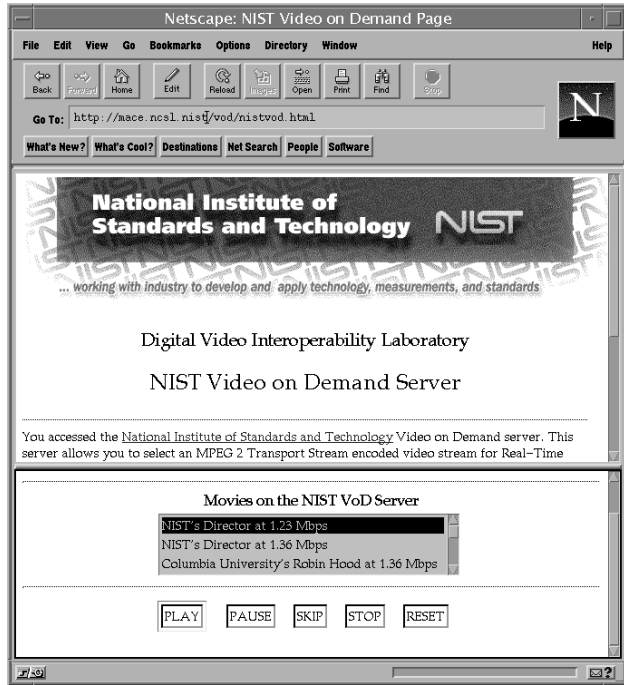 Netscape: NIST Video on Demand Page
File Edit View Go Bookmarks Options Directory Window Help
Back Forward Home Edit Reload Images Open Print Find Stop
Go To: http://mace.ncsl.nist/vod/nistvod.html
N
What's New? What's Cool? Destinations Net Search People Software
National Institute of
Standards and Technology NIST
... working with industry to develop and apply technology, measurements, and standards
Digital Video Interoperability Laboratory
NIST Video on Demand Server
You accessed the National Institute of Standards and Technology Video on Demand server. This
server allows you to select an MPEG 2 Transport Stream encoded video stream for Real-Time
Movies on the NIST VoD Server
NIST's Director at 1.23 Mbps
NIST's Director at 1.36 Mbps
Columbia University's Robin Hood at 1.36 Mbps
PLAY PAUSE SKIP STOP RESET
?